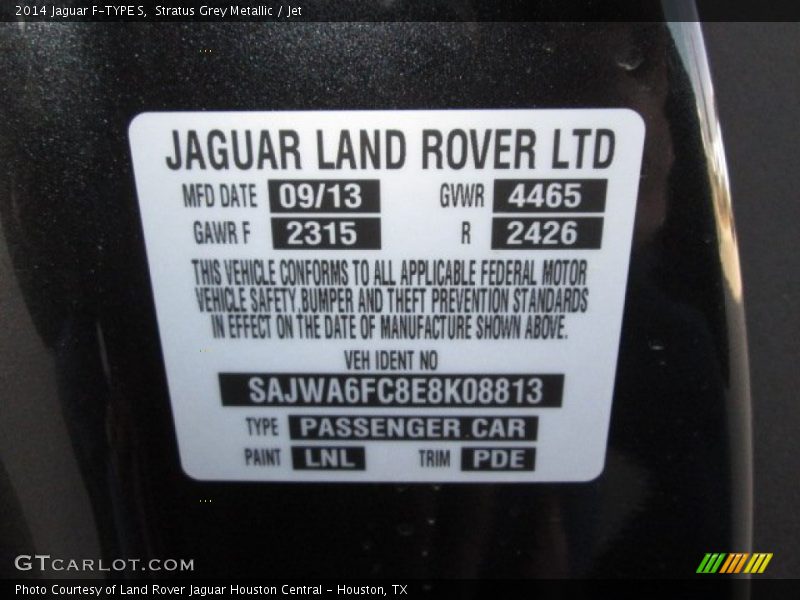 2014 Jaguar F-TYPE S, Stratus Grey Metallic / Jet
JAGUAR LAND ROVER LTD
MFD DATE 09/13 GVWR 4465
GAWR F 2315 R 2426
THIS VEHICLE CONFORMS TO ALL APPLICABLE FEDERAL MOTOR
VEHICLE SAFETY BUMPER AND THEFT PREVENTION STANDARDS
IN EFFECT ON THE DATE OF MANUFACTURE SHOWN ABOVE.
VEH IDENT NO
SAJWA6FC8E8K08813
TYPE PASSENGER CAR
PAINT LNL TRIM PDE
GTCARLOT.COM
Photo Courtesy of Land Rover Jaguar Houston Central - Houston, TX